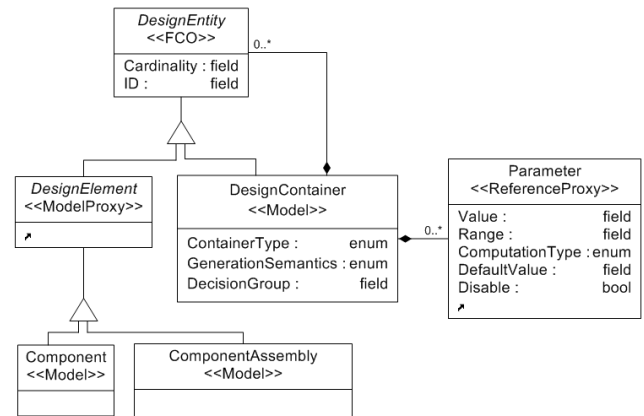 DesignEntity
<<FCO>>
0..*
Cardinality : field
ID : field
DesignElement
<<ModelProxy>>
DesignContainer
<<Model>>
ContainerType : enum
GenerationSemantics : enum
DecisionGroup : field
0..*
Parameter
<<ReferenceProxy>>
Value : field
Range : field
ComputationType : enum
DefaultValue : field
Disable : bool
Component
<<Model>>
ComponentAssembly
<<Model>>